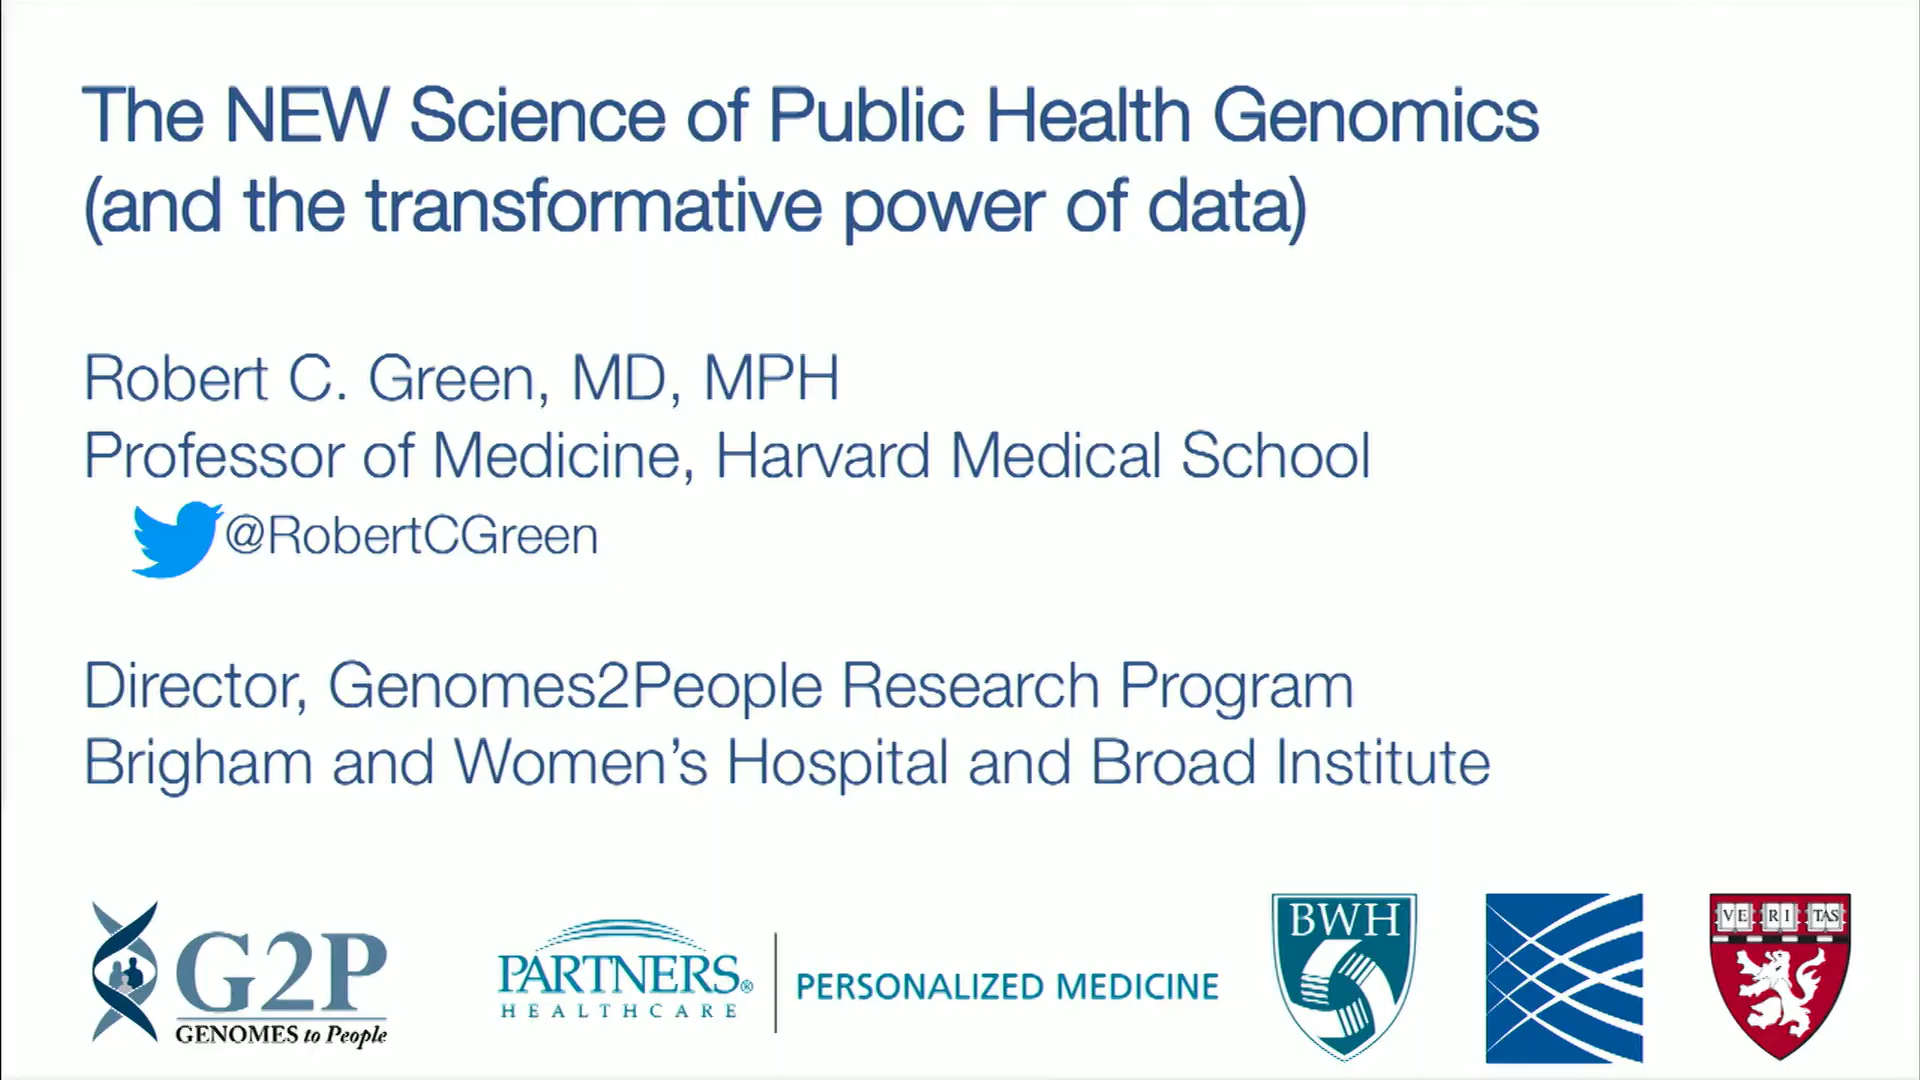 The NEW Science of Public Health Genomics
(and the transformative power of data)
Robert C. Green, MD, MPH
Professor of Medicine, Harvard Medical School
@RobertCGreen
Director, Genomes2People Research Program
Brigham and Women's Hospital and Broad Institute
G2P
GENOMES to People
PARTNERS®
HEALTHCARE
PERSONALIZED MEDICINE
BWH
VE RI TAS